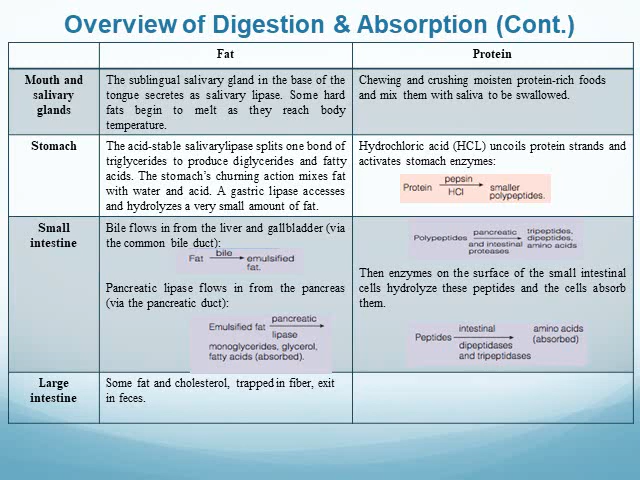 Overview of Digestion & Absorption (Cont.)
Fat
Protein
Mouth and
salivary
glands
The sublingual salivary gland in the base of the
tongue secretes as salivary lipase. Some hard
fats begin to melt as they reach body
temperature.
Chewing and crushing moisten protein-rich foods
and mix them with saliva to be swallowed.
Stomach
The acid-stable salivarylipase splits one bond of
triglycerides to produce diglycerides and fatty
acids. The stomach's churning action mixes fat
with water and acid. A gastric lipase accesses
and hydrolyzes a very small amount of fat.
Hydrochloric acid (HCL) uncoils protein strands and
activates stomach enzymes:
Protein pepsin HCl smaller
polypeptides.
Small
intestine
Bile flows in from the liver and gallbladder (via
the common bile duct):
Fat bile emulsified
fat.
Pancreatic lipase flows in from the pancreas
(via the pancreatic duct):
Emulsified fat pancreatic
lipase
monoglycerides, glycerol,
fatty acids (absorbed).
Polypeptides pancreatic
and intestinal
proteases
tripeptides,
dipeptides,
amino acids
Then enzymes on the surface of the small intestinal
cells hydrolyze these peptides and the cells absorb
them.
Peptides intestinal
dipeptidases
and tripeptidases
amino acids
(absorbed)
Large
intestine
Some fat and cholesterol, trapped in fiber, exit
in feces.